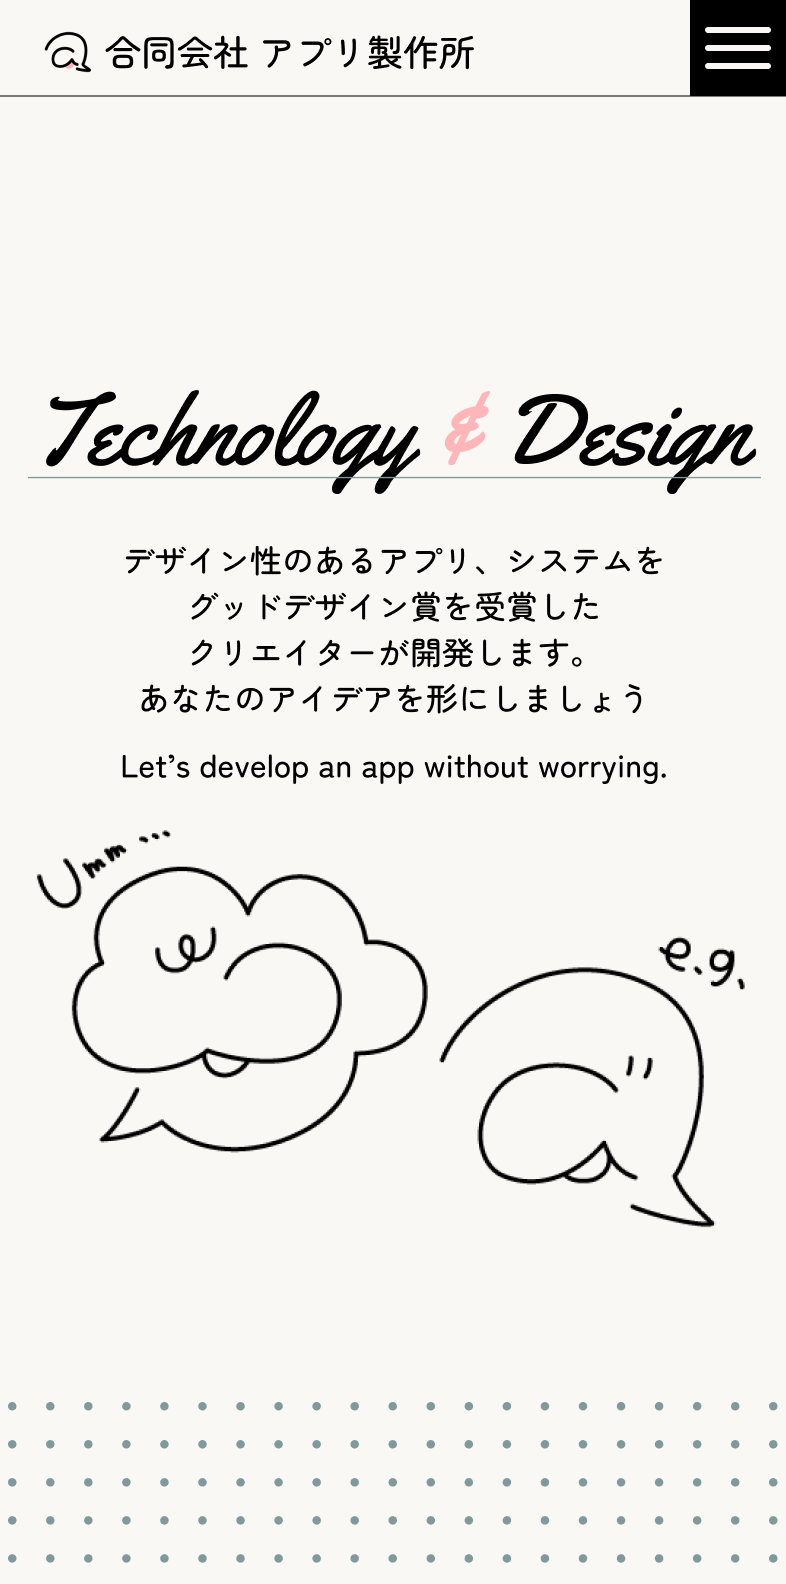 合同会社 アプリ製作所
Technology & Design
デザイン性のあるアプリ、システムを
グッドデザイン賞を受賞した
クリエイターが開発します。
あなたのアイデアを形にしましょう
Let’s develop an app without worrying.
Umm...
e.g.